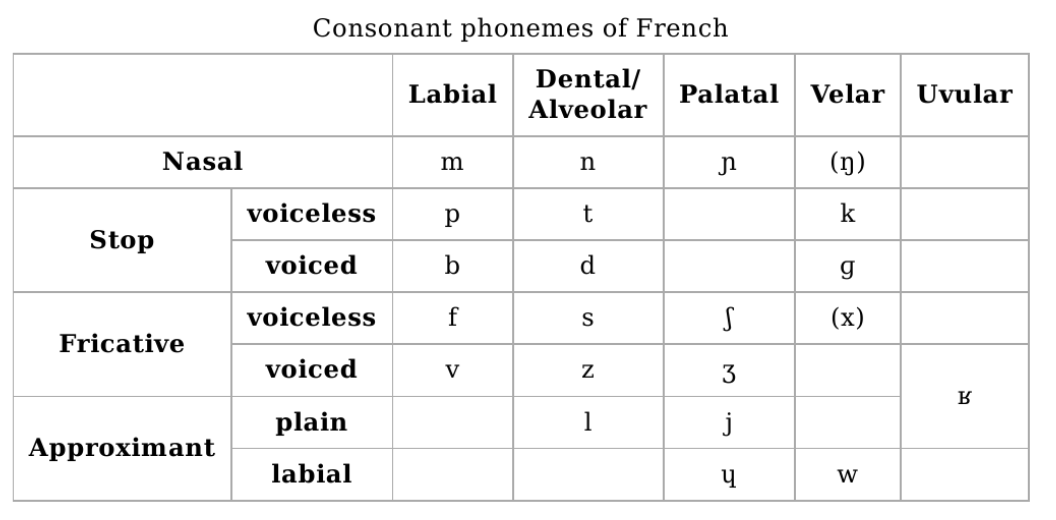 Consonant phonemes of French
Labial Dental/ Palatal Velar Uvular
Alveolar
Nasal m n ɲ (ŋ)
Stop voiceless p t k
voiced b d ɡ
Fricative voiceless f s ʃ (x)
voiced v z ʒ ʁ
Approximant plain l j
labial ɥ w